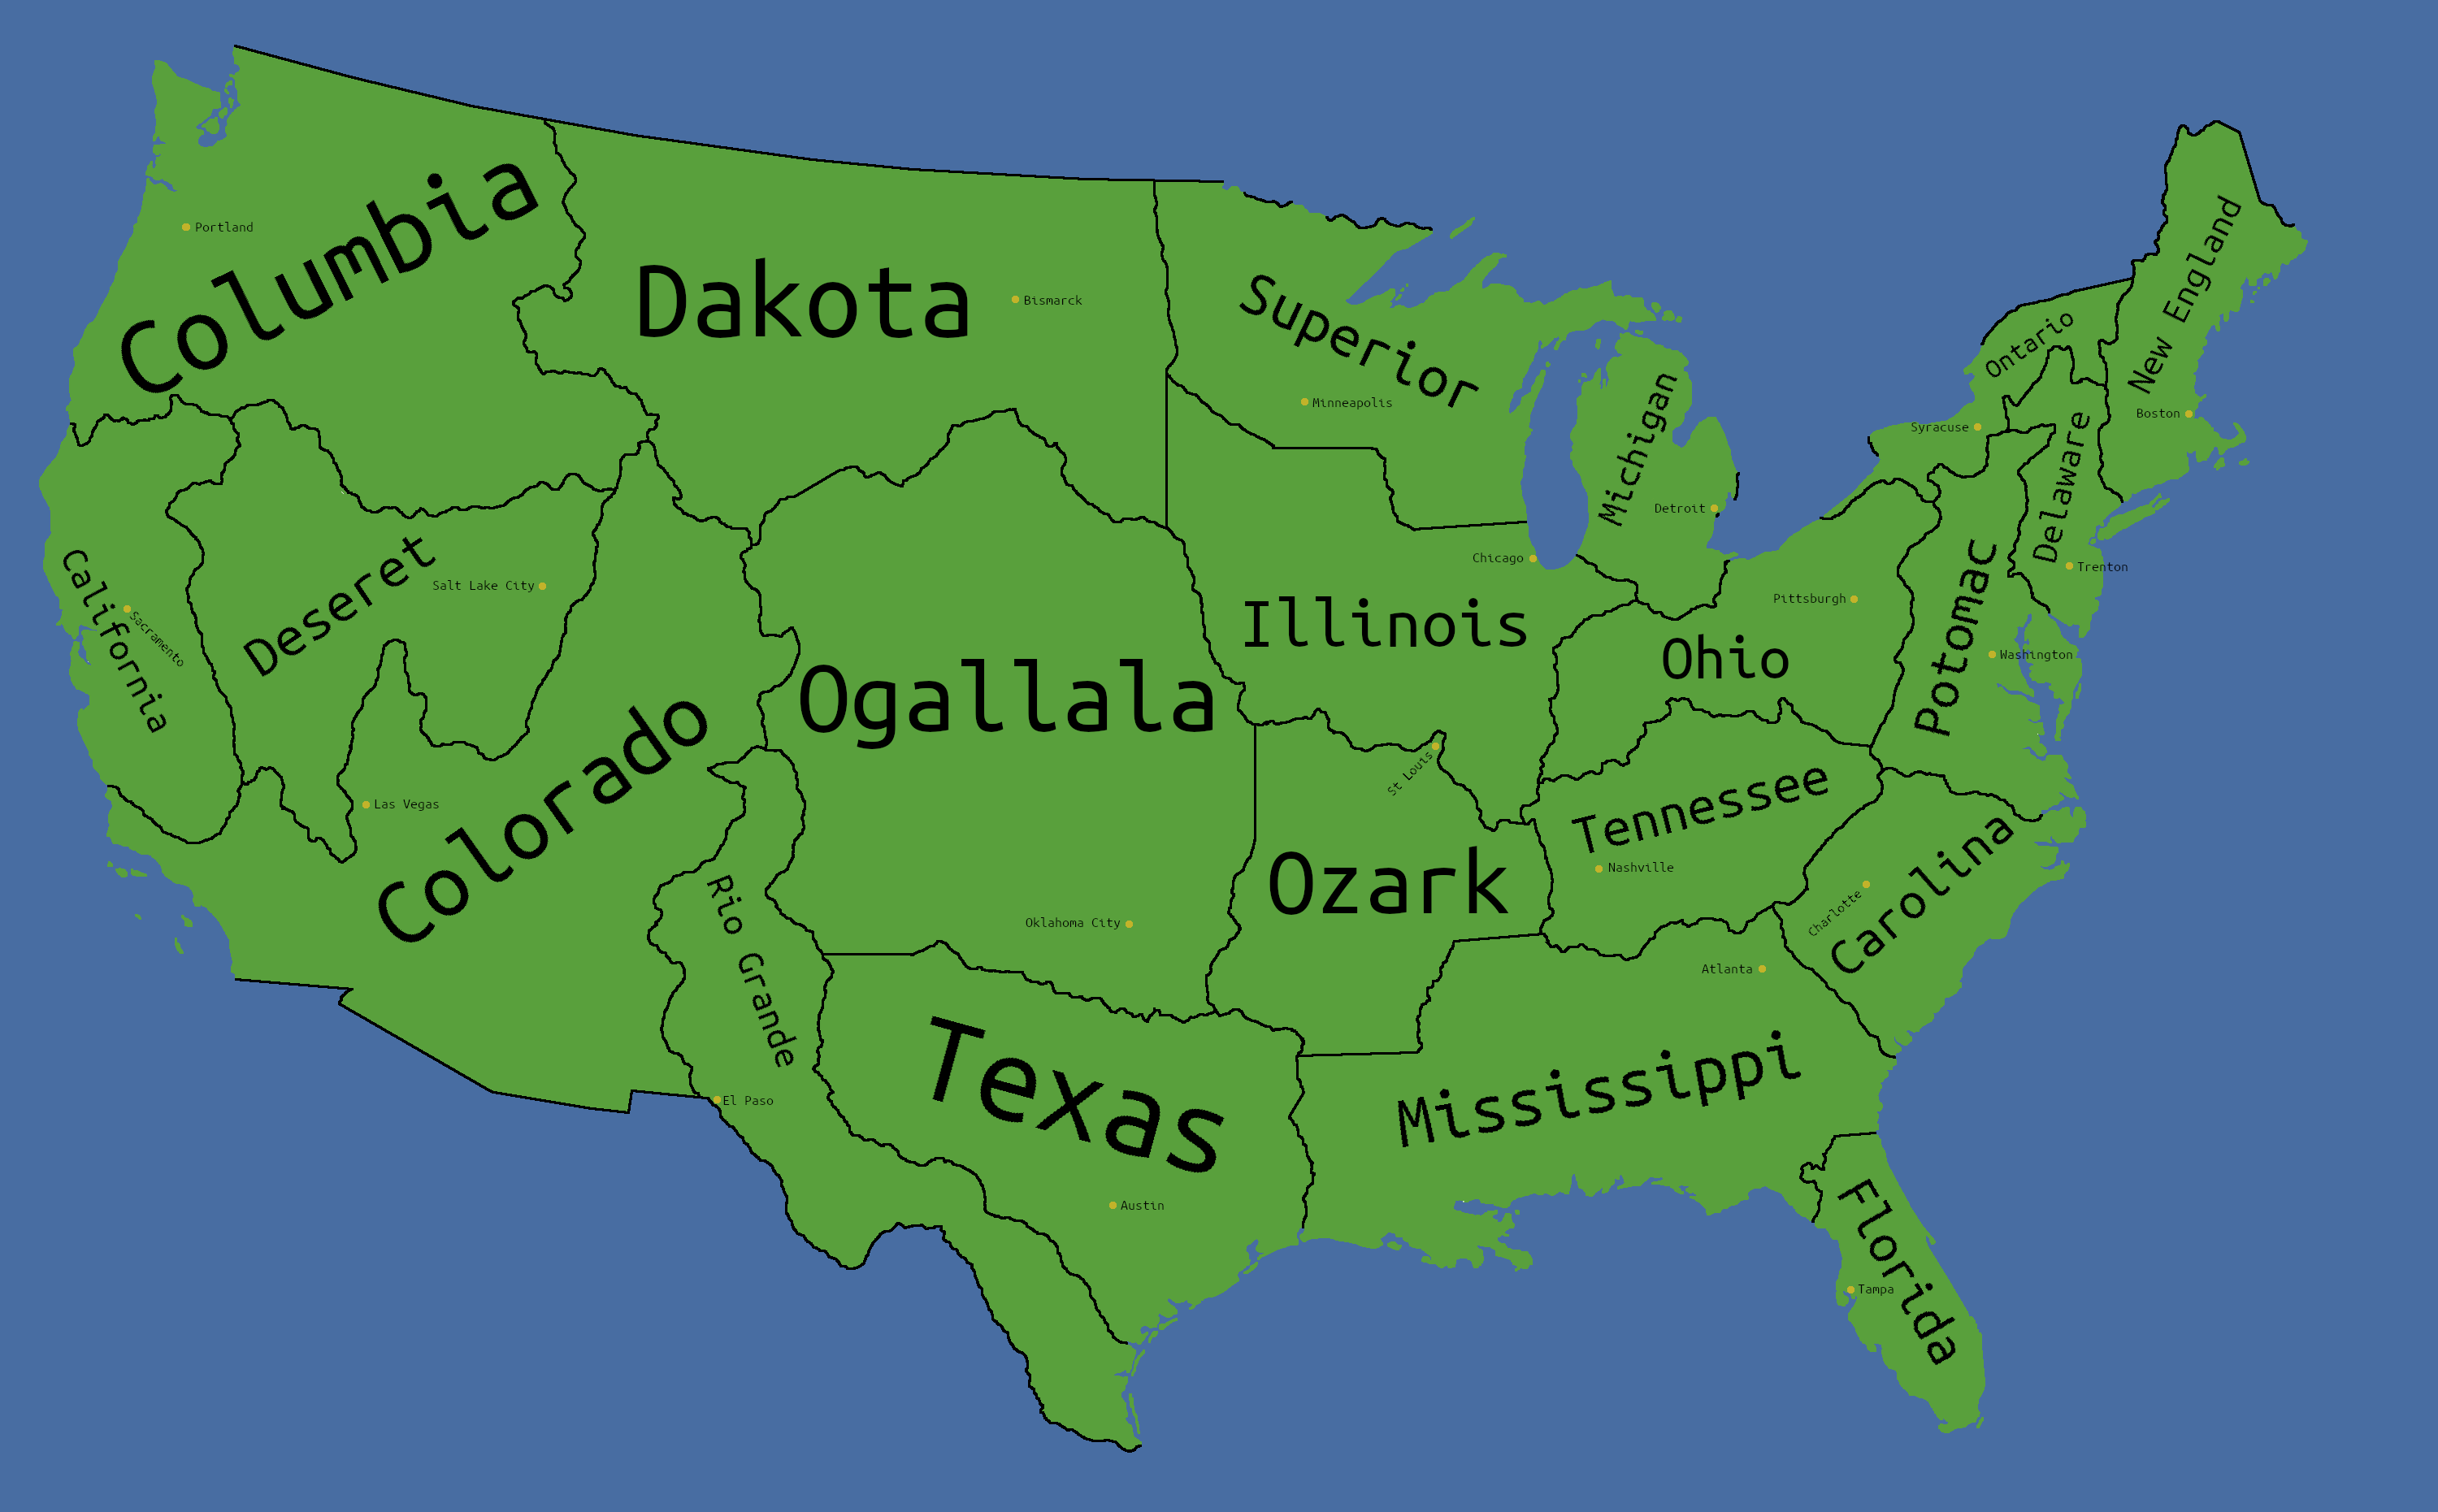 Columbia
Portland
Dakota
Bismarck
Superior
Minneapolis
Michigan
Detroit
Ontario
Syracuse
New England
Boston
Delaware
Trenton
California
Sacramento
Deseret
Salt Lake City
Colorado
Las Vegas
Ogallala
Oklahoma City
Illinois
Chicago
Ohio
Pittsburgh
Potomac
Washington
St Louis
Ozark
Tennessee
Nashville
Carolina
Charlotte
Rio Grande
El Paso
Texas
Austin
Mississippi
Atlanta
Florida
Tampa